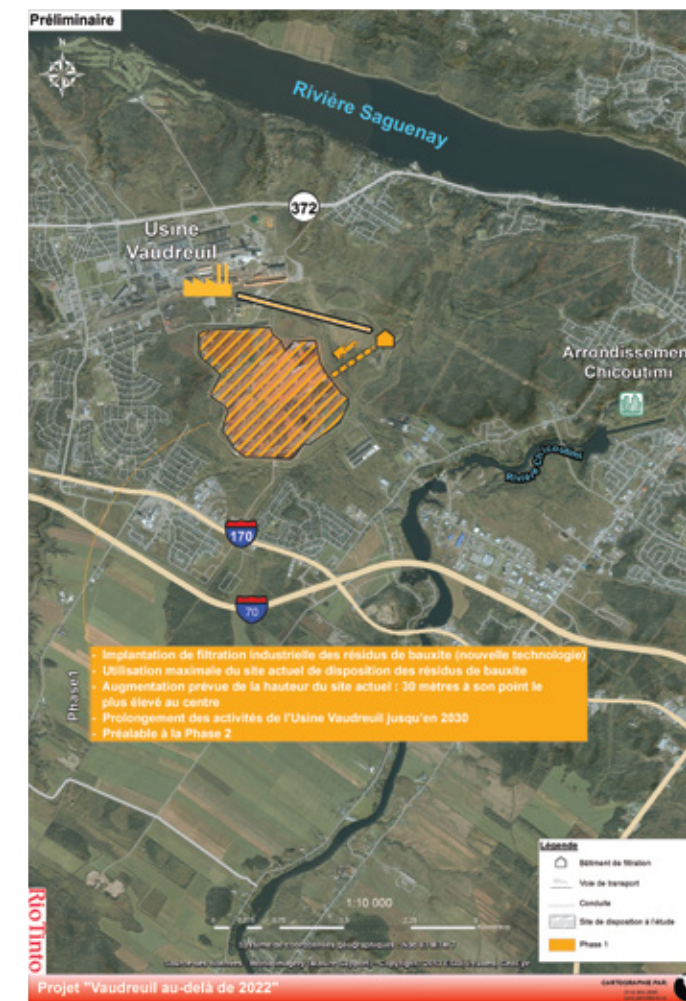 Préliminaire
N
Rivière Saguenay
372
Usine
Vaudreuil
Arrondissemen
Chicoutimi
Rivière Chicoutimi
170
70
Phase1
- Implantation de filtration industrielle des résidus de bauxite (nouvelle technologie)
- Utilisation maximale du site actuel de disposition des résidus de bauxite
- Augmentation prévue de la hauteur du site actuel : 30 mètres à son point le
plus élevé au centre
- Prolongement des activités de l'Usine Vaudreuil jusqu'en 2030
- Préalable à la Phase 2
Légende
Bâtiment de filtration
Voie de transport
Conduite
Site de disposition à l'étude
Phase 1
1:10 000
RioTinto
Projet "Vaudreuil au-delà de 2022"
CARTOGRAPHIE PAR: